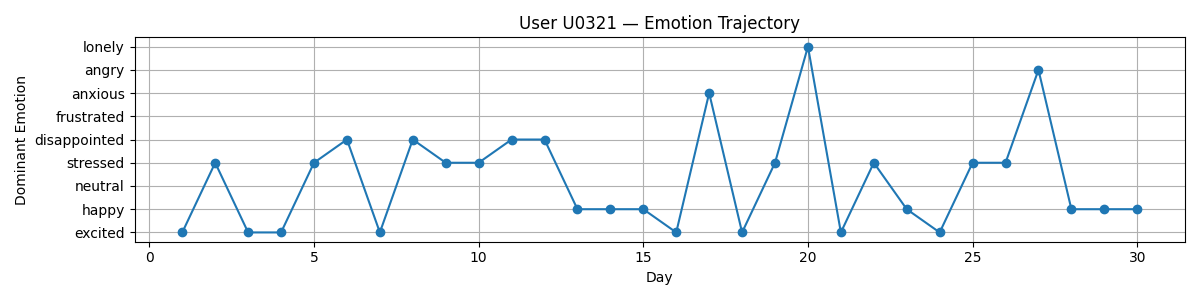 User U0321 — Emotion Trajectory
Dominant Emotion
lonely
angry
anxious
frustrated
disappointed
stressed
neutral
happy
excited
0 5 10 15 20 25 30
Day